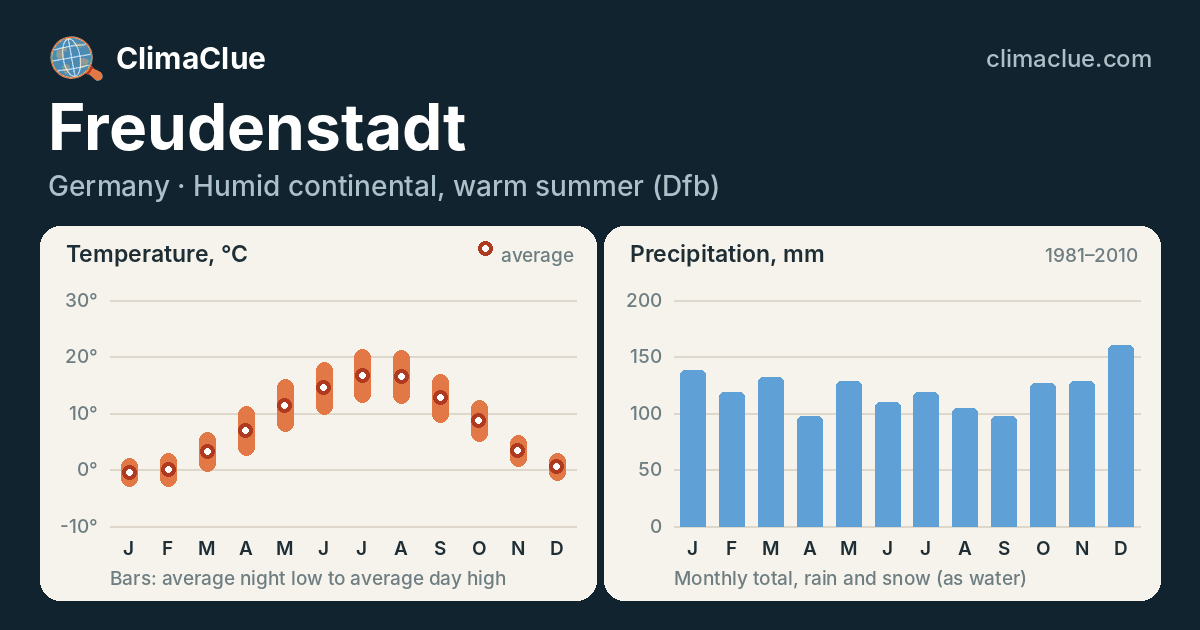 ClimaClue
climaclue.com
Freudenstadt
Germany · Humid continental, warm summer (Dfb)
Temperature, °C
average
30°
20°
10°
0°
-10°
J F M A M J J A S O N D
Bars: average night low to average day high
Precipitation, mm
1981–2010
200
150
100
50
0
J F M A M J J A S O N D
Monthly total, rain and snow (as water)